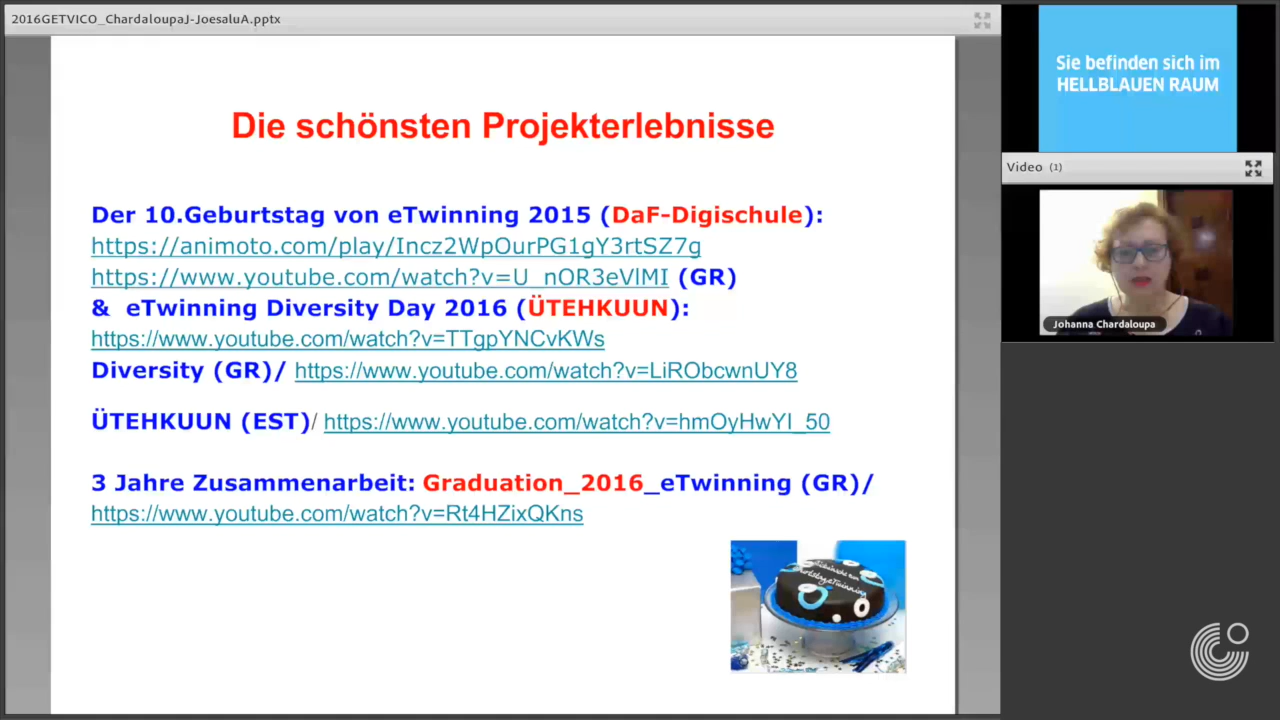 2016GETVICO_ChardaloupaJ-JoesaluA.pptx
Die schönsten Projekterlebnisse
Der 10.Geburtstag von eTwinning 2015 (DaF-Digischule):
https://animoto.com/play/Incz2WpOurPG1gY3rtSZ7g
https://www.youtube.com/watch?v=U_nOR3eVlMI (GR)
& eTwinning Diversity Day 2016 (ÜTEHKUUN):
https://www.youtube.com/watch?v=TTgpYNCvKWs
Diversity (GR)/ https://www.youtube.com/watch?v=LiRObcwnUY8
ÜTEHKUUN (EST)/ https://www.youtube.com/watch?v=hmOyHwYI_50
3 Jahre Zusammenarbeit: Graduation_2016_eTwinning (GR)/
https://www.youtube.com/watch?v=Rt4HZixQKns
Sie befinden sich im
HELLBLAUEN RAUM
Video (1)
Johanna Chardaloupa